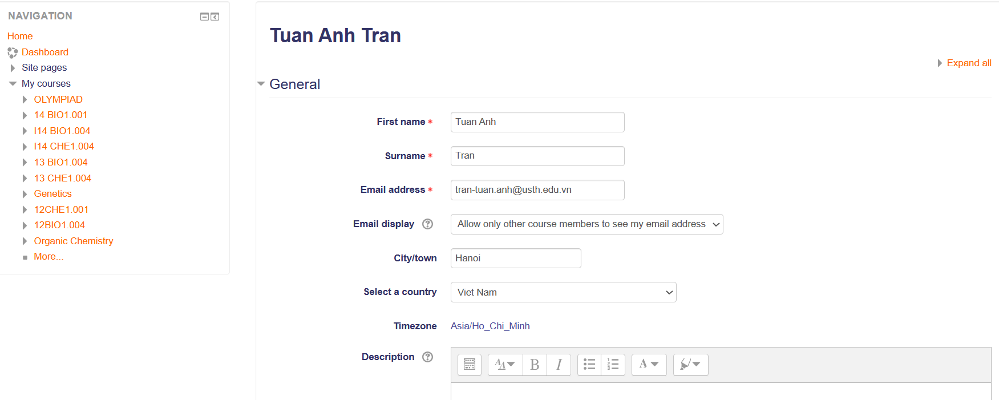 NAVIGATION
Home
Dashboard
Site pages
My courses
OLYMPIAD
14 BIO1.001
I14 BIO1.004
I14 CHE1.004
13 BIO1.004
13 CHE1.004
Genetics
12CHE1.001
12BIO1.004
Organic Chemistry
More...
Tuan Anh Tran
Expand all
General
First name * Tuan Anh
Surname * Tran
Email address * tran-tuan.anh@usth.edu.vn
Email display ? Allow only other course members to see my email address
City/town Hanoi
Select a country Viet Nam
Timezone Asia/Ho_Chi_Minh
Description ?
B I A